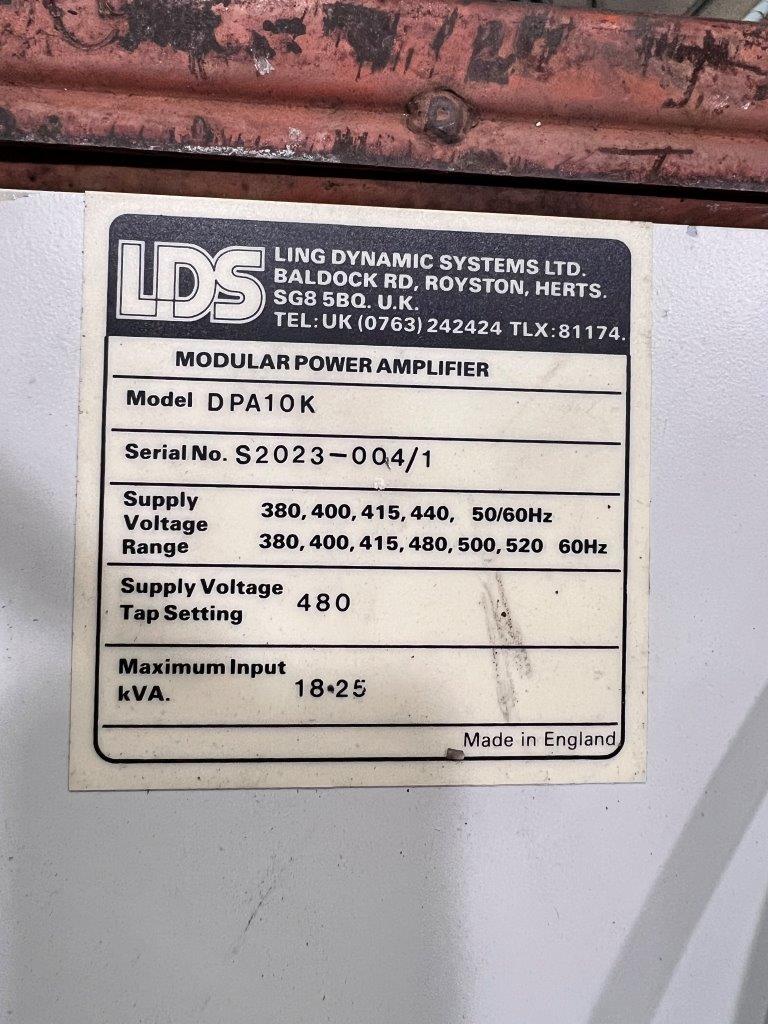 LDS
LING DYNAMIC SYSTEMS LTD.
BALDOCK RD, ROYSTON, HERTS.
SG8 5BQ. U.K.
TEL:UK (0763) 242424 TLX:81174.
MODULAR POWER AMPLIFIER
Model DPA10K
Serial No. S2023-004/1
Supply
Voltage
Range
380, 400, 415, 440, 50/60Hz
380, 400, 415, 480, 500, 520 60Hz
Supply Voltage
Tap Setting
480
Maximum Input
kVA.
18·25
Made in England